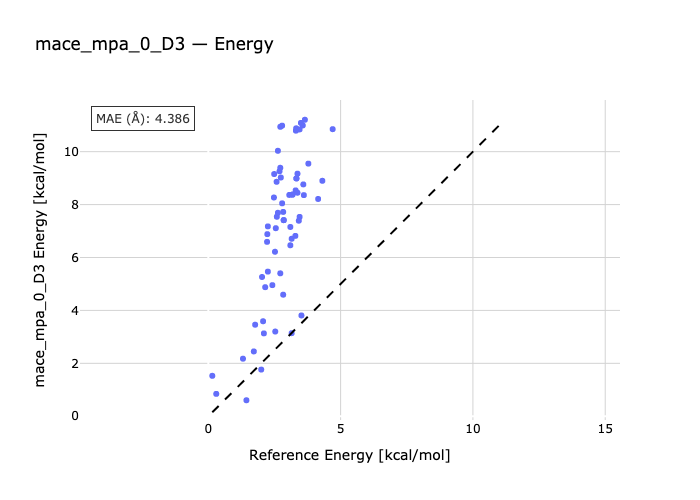 mace_mpa_0_D3 — Energy
MAE (Å): 4.386
mace_mpa_0_D3 Energy [kcal/mol]
10
8
6
4
2
0
0
5
10
15
Reference Energy [kcal/mol]